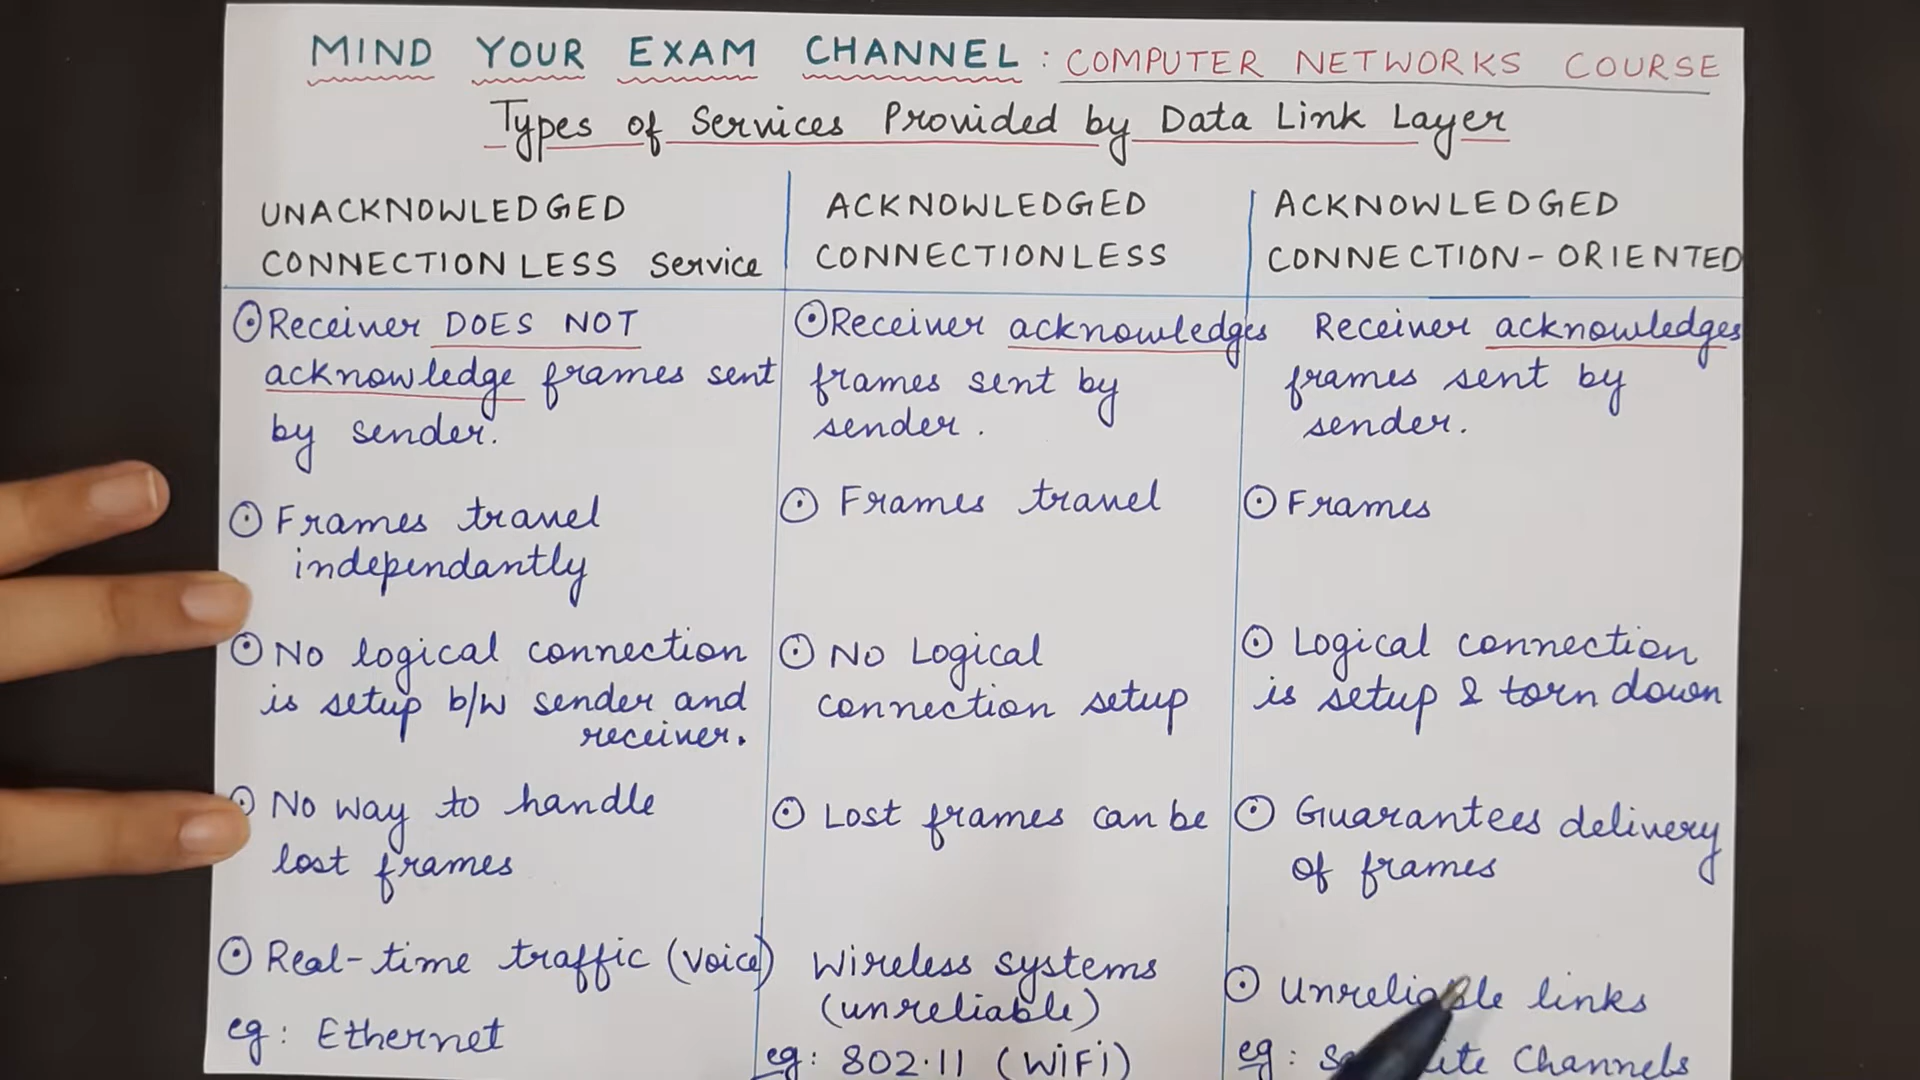 MIND YOUR EXAM CHANNEL : COMPUTER NETWORKS COURSE
Types of Services Provided by Data Link Layer
UNACKNOWLEDGED
CONNECTIONLESS Service
Receiver DOES NOT
acknowledge frames sent
by sender.
Frames travel
independantly
No logical connection
is setup b/w sender and
receiver.
No way to handle
lost frames
Real-time traffic (voice)
eg: Ethernet
ACKNOWLEDGED
CONNECTIONLESS
Receiver acknowledges
frames sent by
sender.
Frames travel
No Logical
connection setup
Lost frames can be
Wireless systems
(unreliable)
eg: 802.11 (WiFi)
ACKNOWLEDGED
CONNECTION-ORIENTED
Receiver acknowledges
frames sent by
sender.
Frames
Logical connection
is setup & torn down
Guarantees delivery
of frames
Unreliable links
eg: Channels